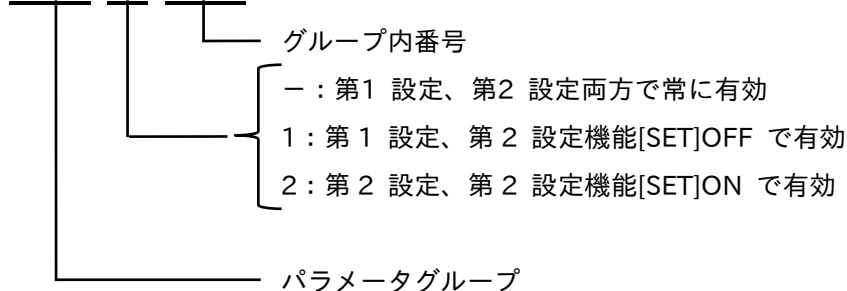 グループ内番号
－：第1 設定、第2 設定両方で常に有効
1：第 1 設定、第 2 設定機能[SET]OFF で有効
2：第 2 設定、第 2 設定機能[SET]ON で有効
パラメータグループ